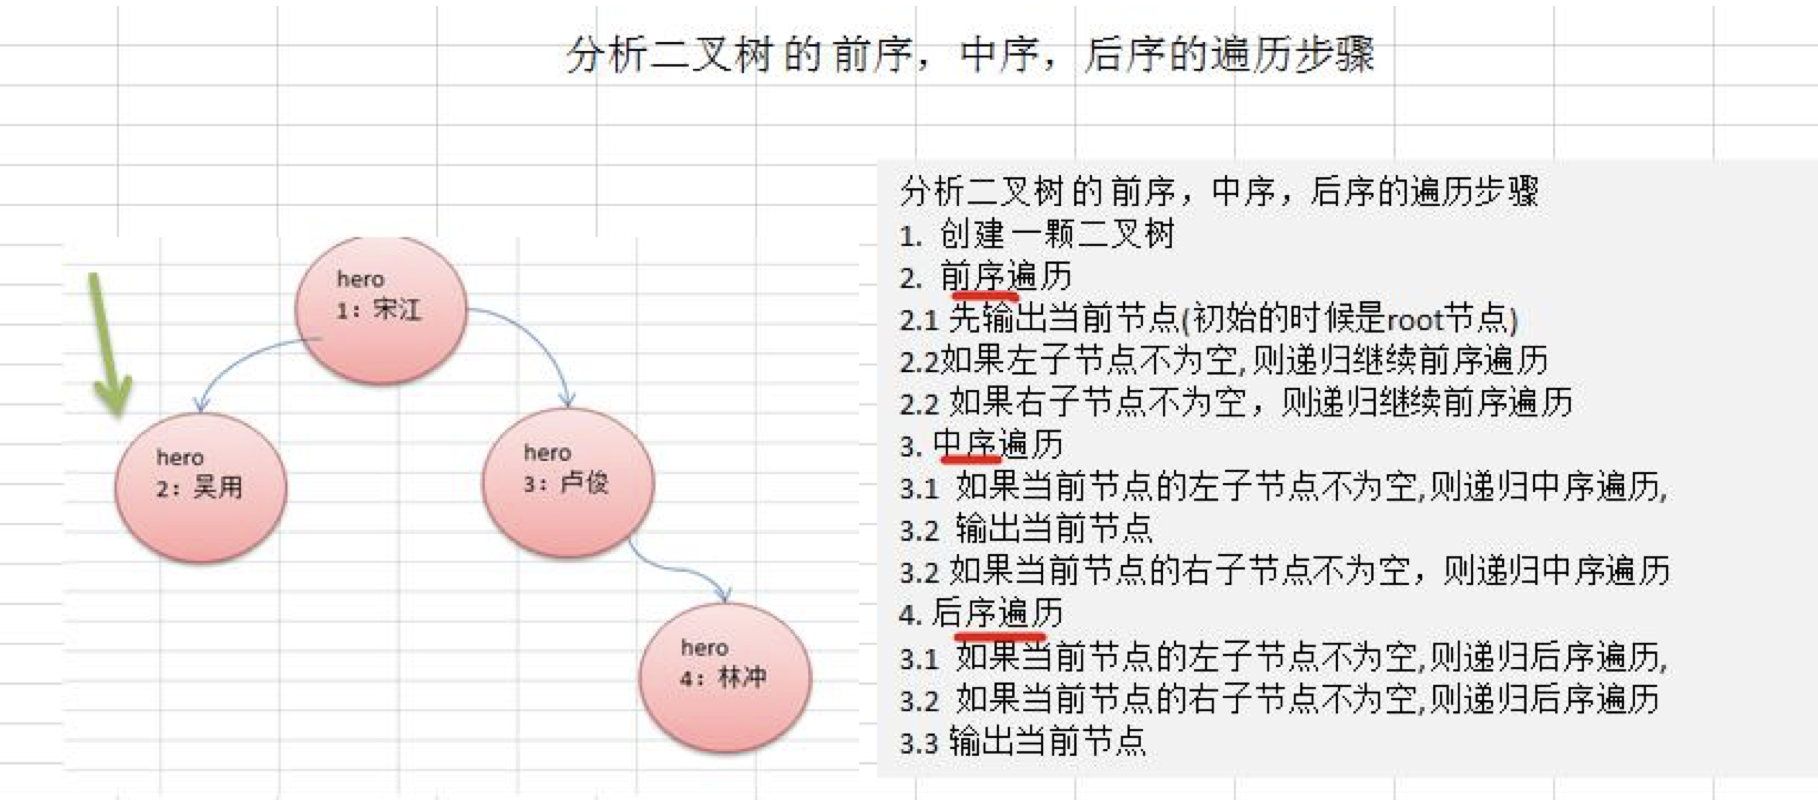 分析二叉树的前序，中序，后序的遍历步骤
hero
1：宋江
hero
2：吴用
hero
3：卢俊
hero
4：林冲
分析二叉树的前序，中序，后序的遍历步骤
1. 创建一颗二叉树
2. 前序遍历
2.1 先输出当前节点(初始的时候是root节点)
2.2如果左子节点不为空,则递归继续前序遍历
2.2 如果右子节点不为空，则递归继续前序遍历
3. 中序遍历
3.1 如果当前节点的左子节点不为空,则递归中序遍历,
3.2 输出当前节点
3.2 如果当前节点的右子节点不为空，则递归中序遍历
4. 后序遍历
3.1 如果当前节点的左子节点不为空,则递归后序遍历,
3.2 如果当前节点的右子节点不为空,则递归后序遍历
3.3 输出当前节点